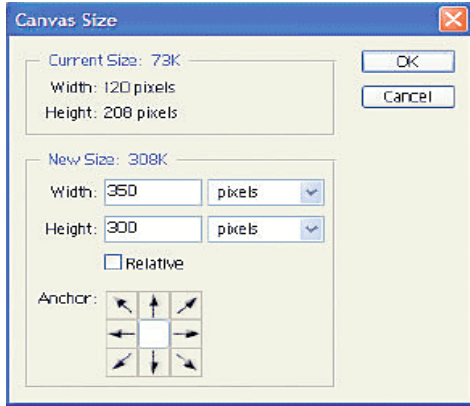 Canvas Size
Current Size: 73K
OK
Width: 120 pixels
Cancel
Height: 208 pixels
New Size: 308K
Width: 350 pixels
Height: 300 pixels
Relative
Anchor: